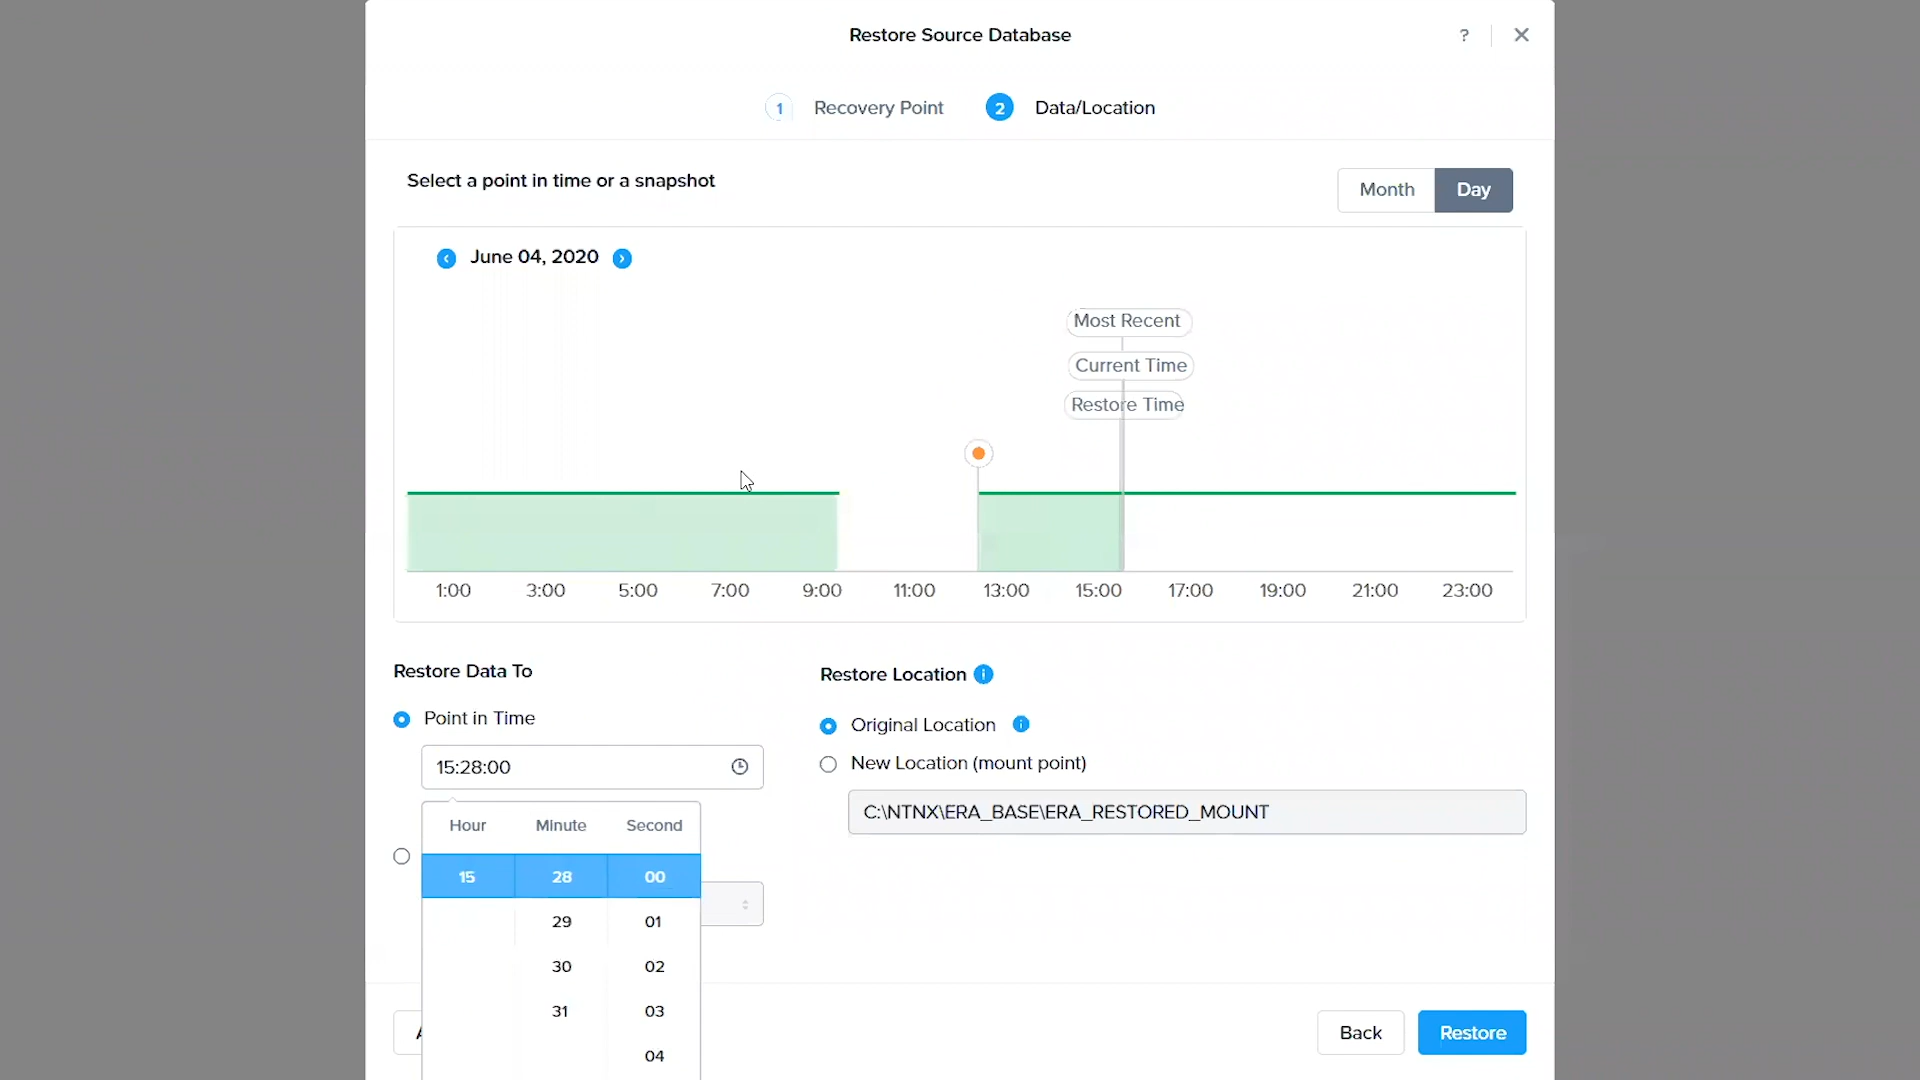 Restore Source Database
?
1 Recovery Point 2 Data/Location
Select a point in time or a snapshot
Month Day
June 04, 2020
Most Recent
Current Time
Restore Time
1:00 3:00 5:00 7:00 9:00 11:00 13:00 15:00 17:00 19:00 21:00 23:00
Restore Data To
Point in Time
15:28:00
Hour Minute Second
15 28 00
29 01
30 02
31 03
04
Restore Location
Original Location
New Location (mount point)
C:\NTNX\ERA_BASE\ERA_RESTORED_MOUNT
Back Restore